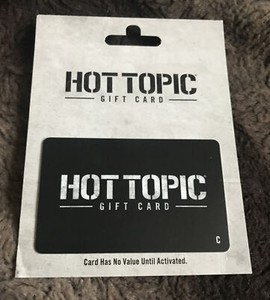 HOT TOPIC
GIFT CARD
HOT TOPIC
GIFT CARD
C
Card Has No Value Until Activated.